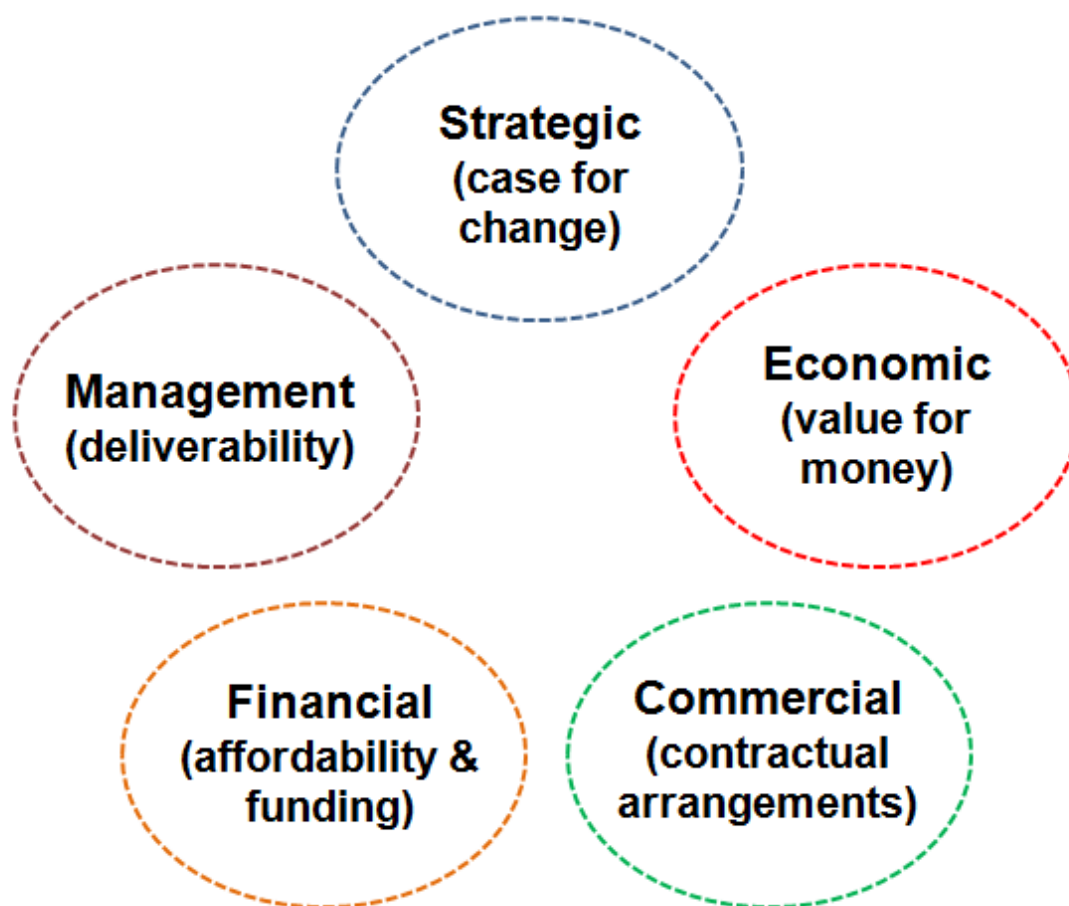 Strategic
(case for
change)
Economic
(value for
money)
Commercial
(contractual
arrangements)
Financial
(affordability &
funding)
Management
(deliverability)